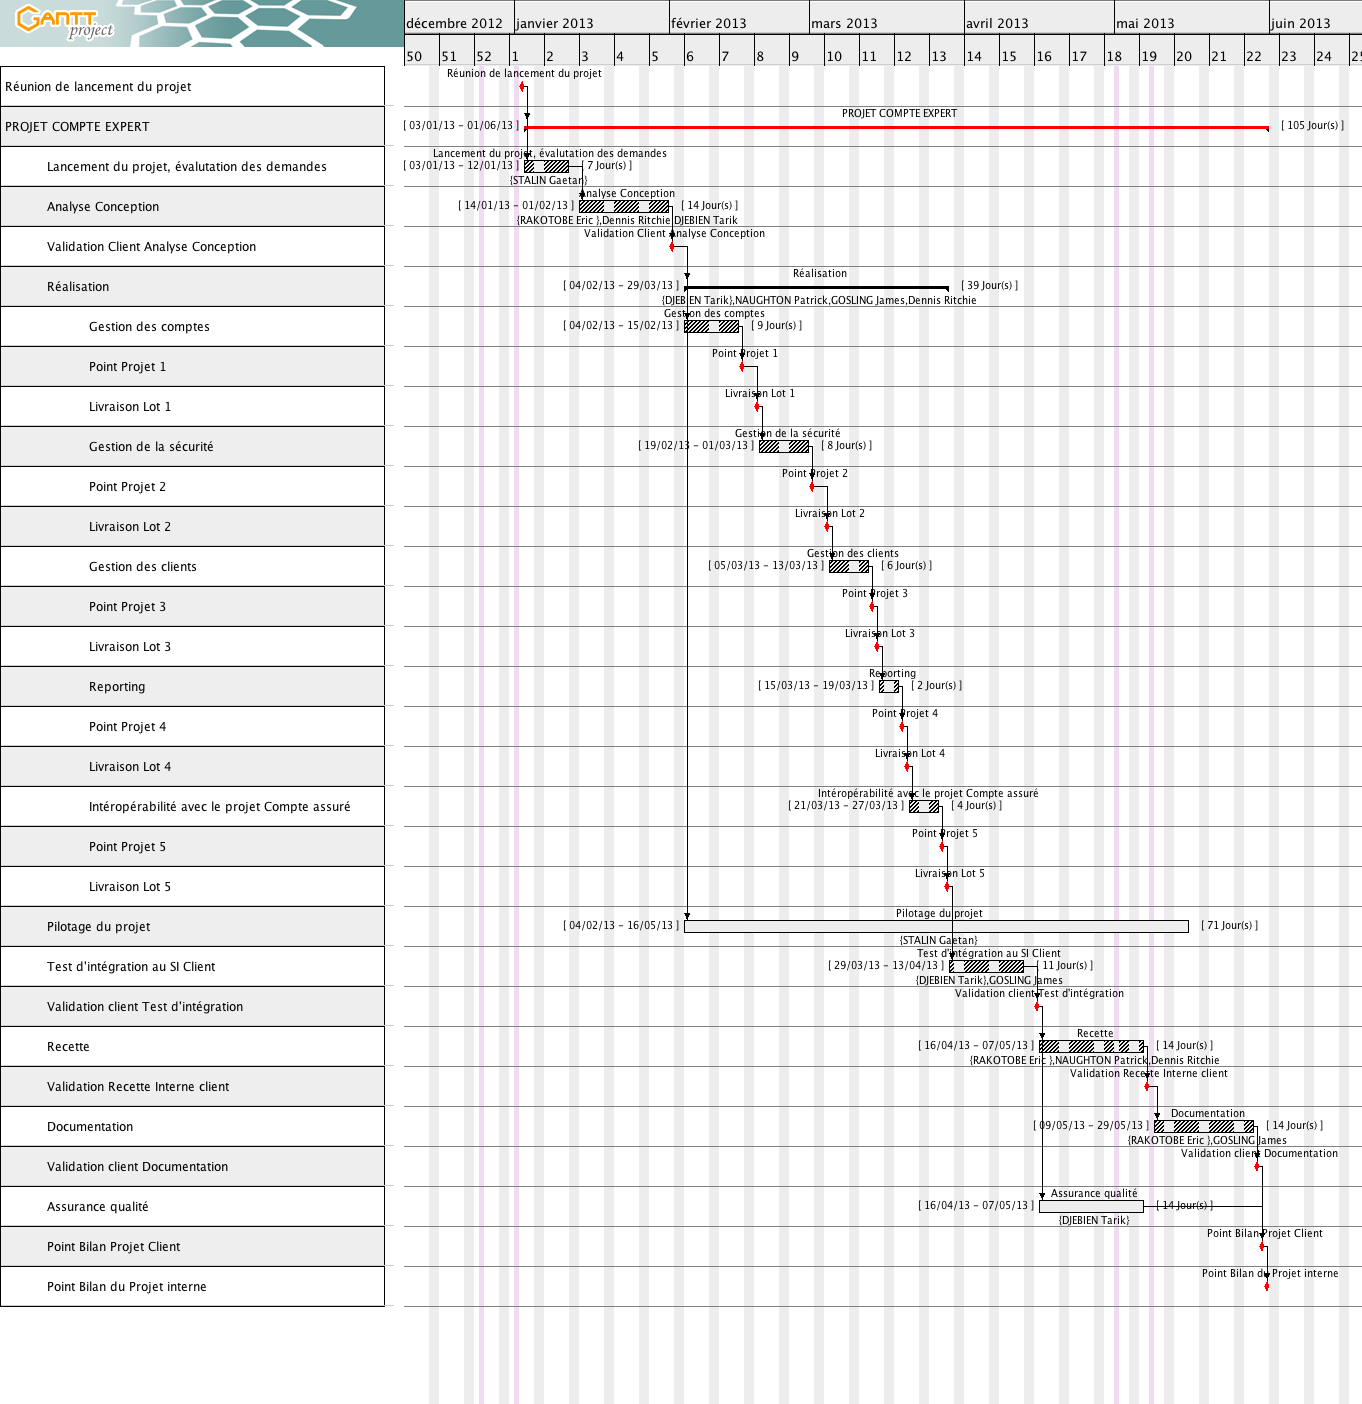 GANTT
project
décembre 2012 janvier 2013 février 2013 mars 2013 avril 2013 mai 2013 juin 2013
50 51 52 1 2 3 4 5 6 7 8 9 10 11 12 13 14 15 16 17 18 19 20 21 22 23 24 25
Réunion de lancement du projet
Réunion de lancement du projet
PROJET COMPTE EXPERT
PROJET COMPTE EXPERT
[ 03/01/13 - 01/06/13 ] [ 105 Jour(s) ]
Lancement du projet, évalutation des demandes
Lancement du projet, évalutation des demandes
[ 03/01/13 - 12/01/13 ] [ 7 Jour(s) ]
{STALIN Gaetan}
Analyse Conception
Analyse Conception
[ 14/01/13 - 01/02/13 ] [ 14 Jour(s) ]
{RAKOTOBE Eric },Dennis Ritchie,DJEBIEN Tarik
Validation Client Analyse Conception
Validation Client Analyse Conception
Réalisation
Réalisation
[ 04/02/13 - 29/03/13 ] [ 39 Jour(s) ]
{DJEBIEN Tarik},NAUGHTON Patrick,GOSLING James,Dennis Ritchie
Gestion des comptes
Gestion des comptes
[ 04/02/13 - 15/02/13 ] [ 9 Jour(s) ]
Point Projet 1
Point Projet 1
Livraison Lot 1
Livraison Lot 1
Gestion de la sécurité
Gestion de la sécurité
[ 19/02/13 - 01/03/13 ] [ 8 Jour(s) ]
Point Projet 2
Point Projet 2
Livraison Lot 2
Livraison Lot 2
Gestion des clients
Gestion des clients
[ 05/03/13 - 13/03/13 ] [ 6 Jour(s) ]
Point Projet 3
Point Projet 3
Livraison Lot 3
Livraison Lot 3
Reporting
Reporting
[ 15/03/13 - 19/03/13 ] [ 2 Jour(s) ]
Point Projet 4
Point Projet 4
Livraison Lot 4
Livraison Lot 4
Intéropérabilité avec le projet Compte assuré
Intéropérabilité avec le projet Compte assuré
[ 21/03/13 - 27/03/13 ] [ 4 Jour(s) ]
Point Projet 5
Point Projet 5
Livraison Lot 5
Livraison Lot 5
Pilotage du projet
Pilotage du projet
[ 04/02/13 - 16/05/13 ] [ 71 Jour(s) ]
{STALIN Gaetan}
Test d'intégration au SI Client
Test d'intégration au SI Client
[ 29/03/13 - 13/04/13 ] [ 11 Jour(s) ]
{DJEBIEN Tarik},GOSLING James
Validation client Test d'intégration
Validation client Test d'intégration
Recette
Recette
[ 16/04/13 - 07/05/13 ] [ 14 Jour(s) ]
{RAKOTOBE Eric },NAUGHTON Patrick,Dennis Ritchie
Validation Recette Interne client
Validation Recette Interne client
Documentation
Documentation
[ 09/05/13 - 29/05/13 ] [ 14 Jour(s) ]
{RAKOTOBE Eric },GOSLING James
Validation client Documentation
Validation client Documentation
Assurance qualité
Assurance qualité
[ 16/04/13 - 07/05/13 ] [ 14 Jour(s) ]
{DJEBIEN Tarik}
Point Bilan Projet Client
Point Bilan Projet Client
Point Bilan du Projet interne
Point Bilan du Projet interne